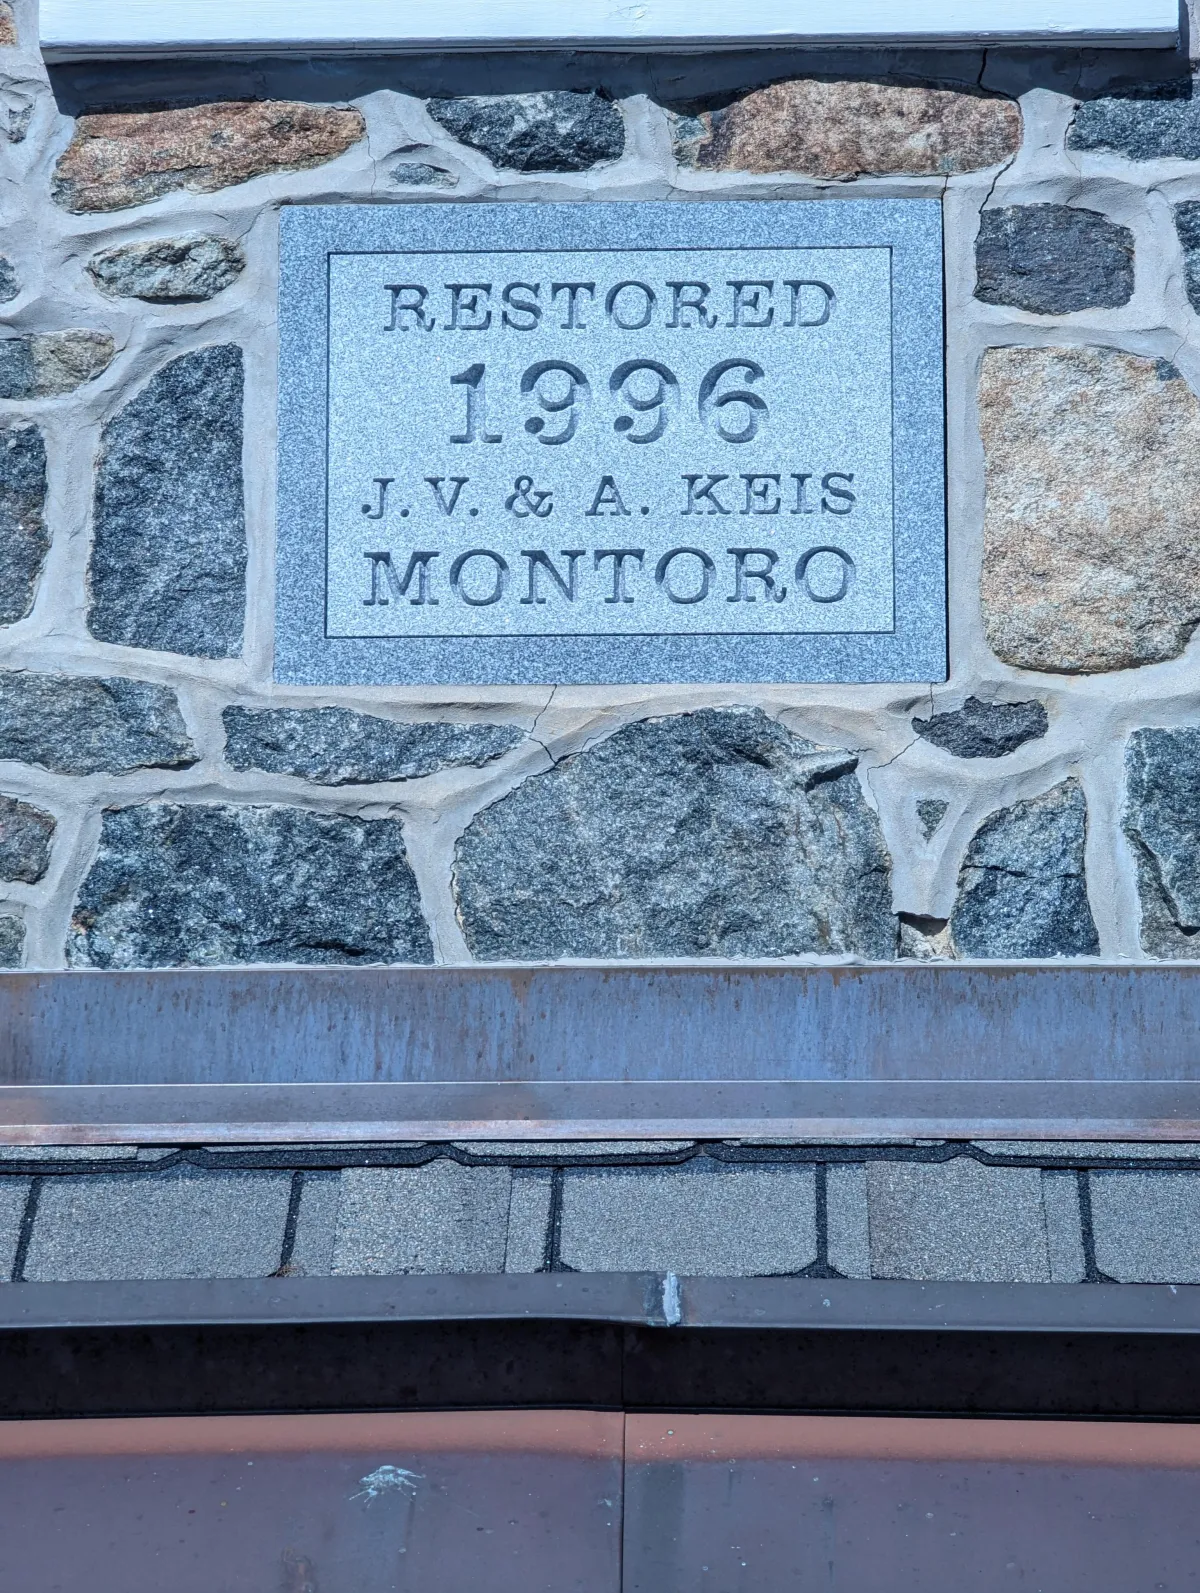 RESTORED
1996
J. V. & A. KEIS
MONTORO